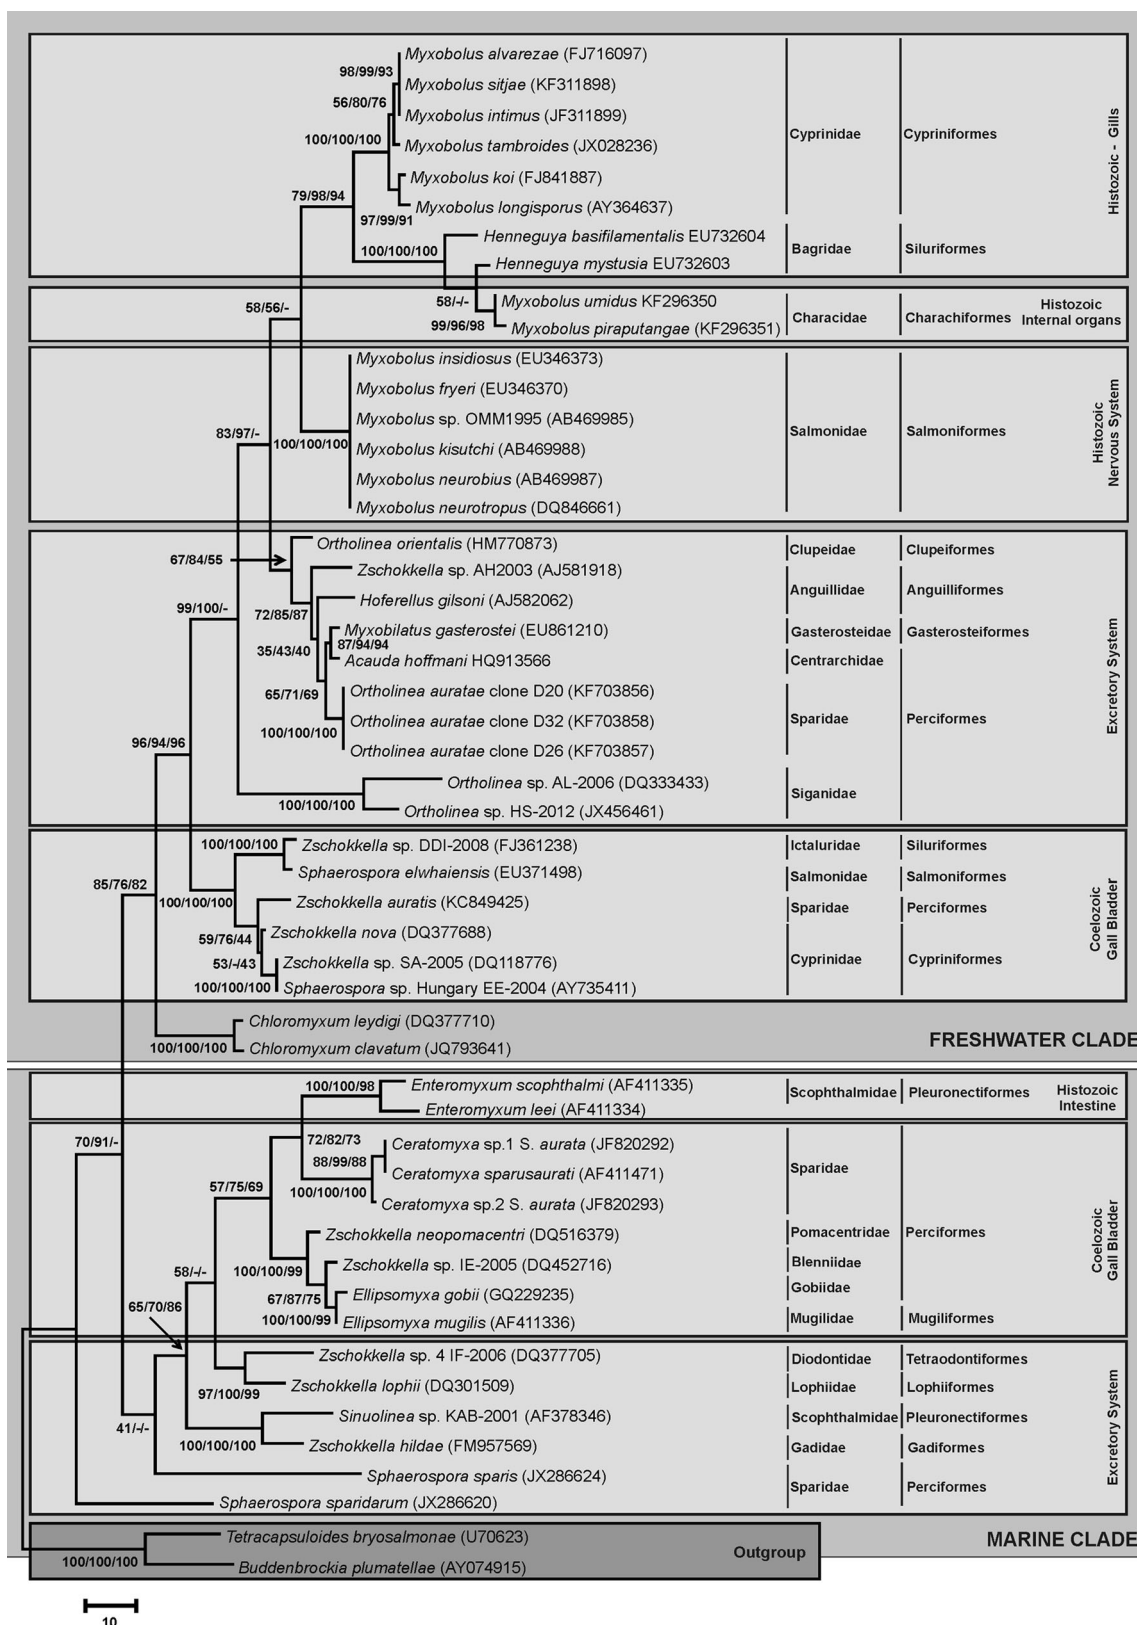 Myxobolus alvarezae (FJ716097)
98/99/93
Myxobolus sitjae (KF311898)
56/80/76
Myxobolus intimus (JF311899)
Cyprinidae Cypriniformes
100/100/100
Myxobolus tambroides (JX028236)
Histozoic - Gills
Myxobolus koi (FJ841887)
79/98/94
Myxobolus longisporus (AY364637)
97/99/91
Henneguya basifilamentalis EU732604
100/100/100
Bagridae Siluriformes
Henneguya mystusia EU732603
58/-/-
Myxobolus umidus KF296350
Histozoic
Internal organs
58/56/-
Characidae Charachiformes
99/96/98
Myxobolus piraputangae (KF296351)
Myxobolus insidiosus (EU346373)
Myxobolus fryeri (EU346370)
Myxobolus sp. OMM1995 (AB469985)
83/97/-
100/100/100
Salmonidae Salmoniformes
Histozoic
Nervous System
Myxobolus kisutchi (AB469988)
Myxobolus neurobius (AB469987)
Myxobolus neurotropus (DQ846661)
Ortholinea orientalis (HM770873)
Clupeidae Clupeiformes
67/84/55
Zschokkella sp. AH2003 (AJ581918)
Anguillidae Anguilliformes
Hoferellus gilsoni (AJ582062)
99/100/-
72/85/87
Myxobilatus gasterostei (EU861210)
Gasterosteidae Gasterosteiformes
87/94/94
35/43/40
Acauda hoffmani HQ913566
Centrarchidae
Excretory System
65/71/69
Ortholinea auratae clone D20 (KF703856)
Ortholinea auratae clone D32 (KF703858)
Sparidae Perciformes
100/100/100
Ortholinea auratae clone D26 (KF703857)
96/94/96
Ortholinea sp. AL-2006 (DQ333433)
Siganidae
100/100/100
Ortholinea sp. HS-2012 (JX456461)
100/100/100
Zschokkella sp. DDI-2008 (FJ361238)
Ictaluridae Siluriformes
Sphaerospora elwhaiensis (EU371498)
Salmonidae Salmoniformes
85/76/82
100/100/100
Zschokkella auratis (KC849425)
Sparidae Perciformes
Coelozoic
Gall Bladder
59/76/44
Zschokkella nova (DQ377688)
53/-/43
Zschokkella sp. SA-2005 (DQ118776)
Cyprinidae Cypriniformes
100/100/100
Sphaerospora sp. Hungary EE-2004 (AY735411)
Chloromyxum leydigi (DQ377710)
FRESHWATER CLADE
100/100/100
Chloromyxum clavatum (JQ793641)
100/100/98
Enteromyxum scophthalmi (AF411335)
Scophthalmidae Pleuronectiformes
Histozoic
Intestine
Enteromyxum leei (AF411334)
70/91/-
72/82/73
Ceratomyxa sp.1 S. aurata (JF820292)
88/99/88
Ceratomyxa sparusaurati (AF411471)
Sparidae
57/75/69
100/100/100
Ceratomyxa sp.2 S. aurata (JF820293)
Zschokkella neopomacentri (DQ516379)
Pomacentridae Perciformes
Coelozoic
Gall Bladder
58/-/-
100/100/99
Zschokkella sp. IE-2005 (DQ452716)
Blenniidae
65/70/86
67/87/75
Ellipsomyxa gobii (GQ229235)
Gobiidae
100/100/99
Ellipsomyxa mugilis (AF411336)
Mugilidae Mugiliformes
Zschokkella sp. 4 IF-2006 (DQ377705)
Diodontidae Tetraodontiformes
97/100/99
Zschokkella lophii (DQ301509)
Lophiidae Lophiiformes
41/-/-
Sinuolinea sp. KAB-2001 (AF378346)
Scophthalmidae Pleuronectiformes
Excretory System
100/100/100
Zschokkella hildae (FM957569)
Gadidae Gadiformes
Sphaerospora sparis (JX286624)
Sparidae Perciformes
Sphaerospora sparidarum (JX286620)
Tetracapsuloides bryosalmonae (U70623)
MARINE CLADE
100/100/100
Outgroup
Buddenbrockia plumatellae (AY074915)
10